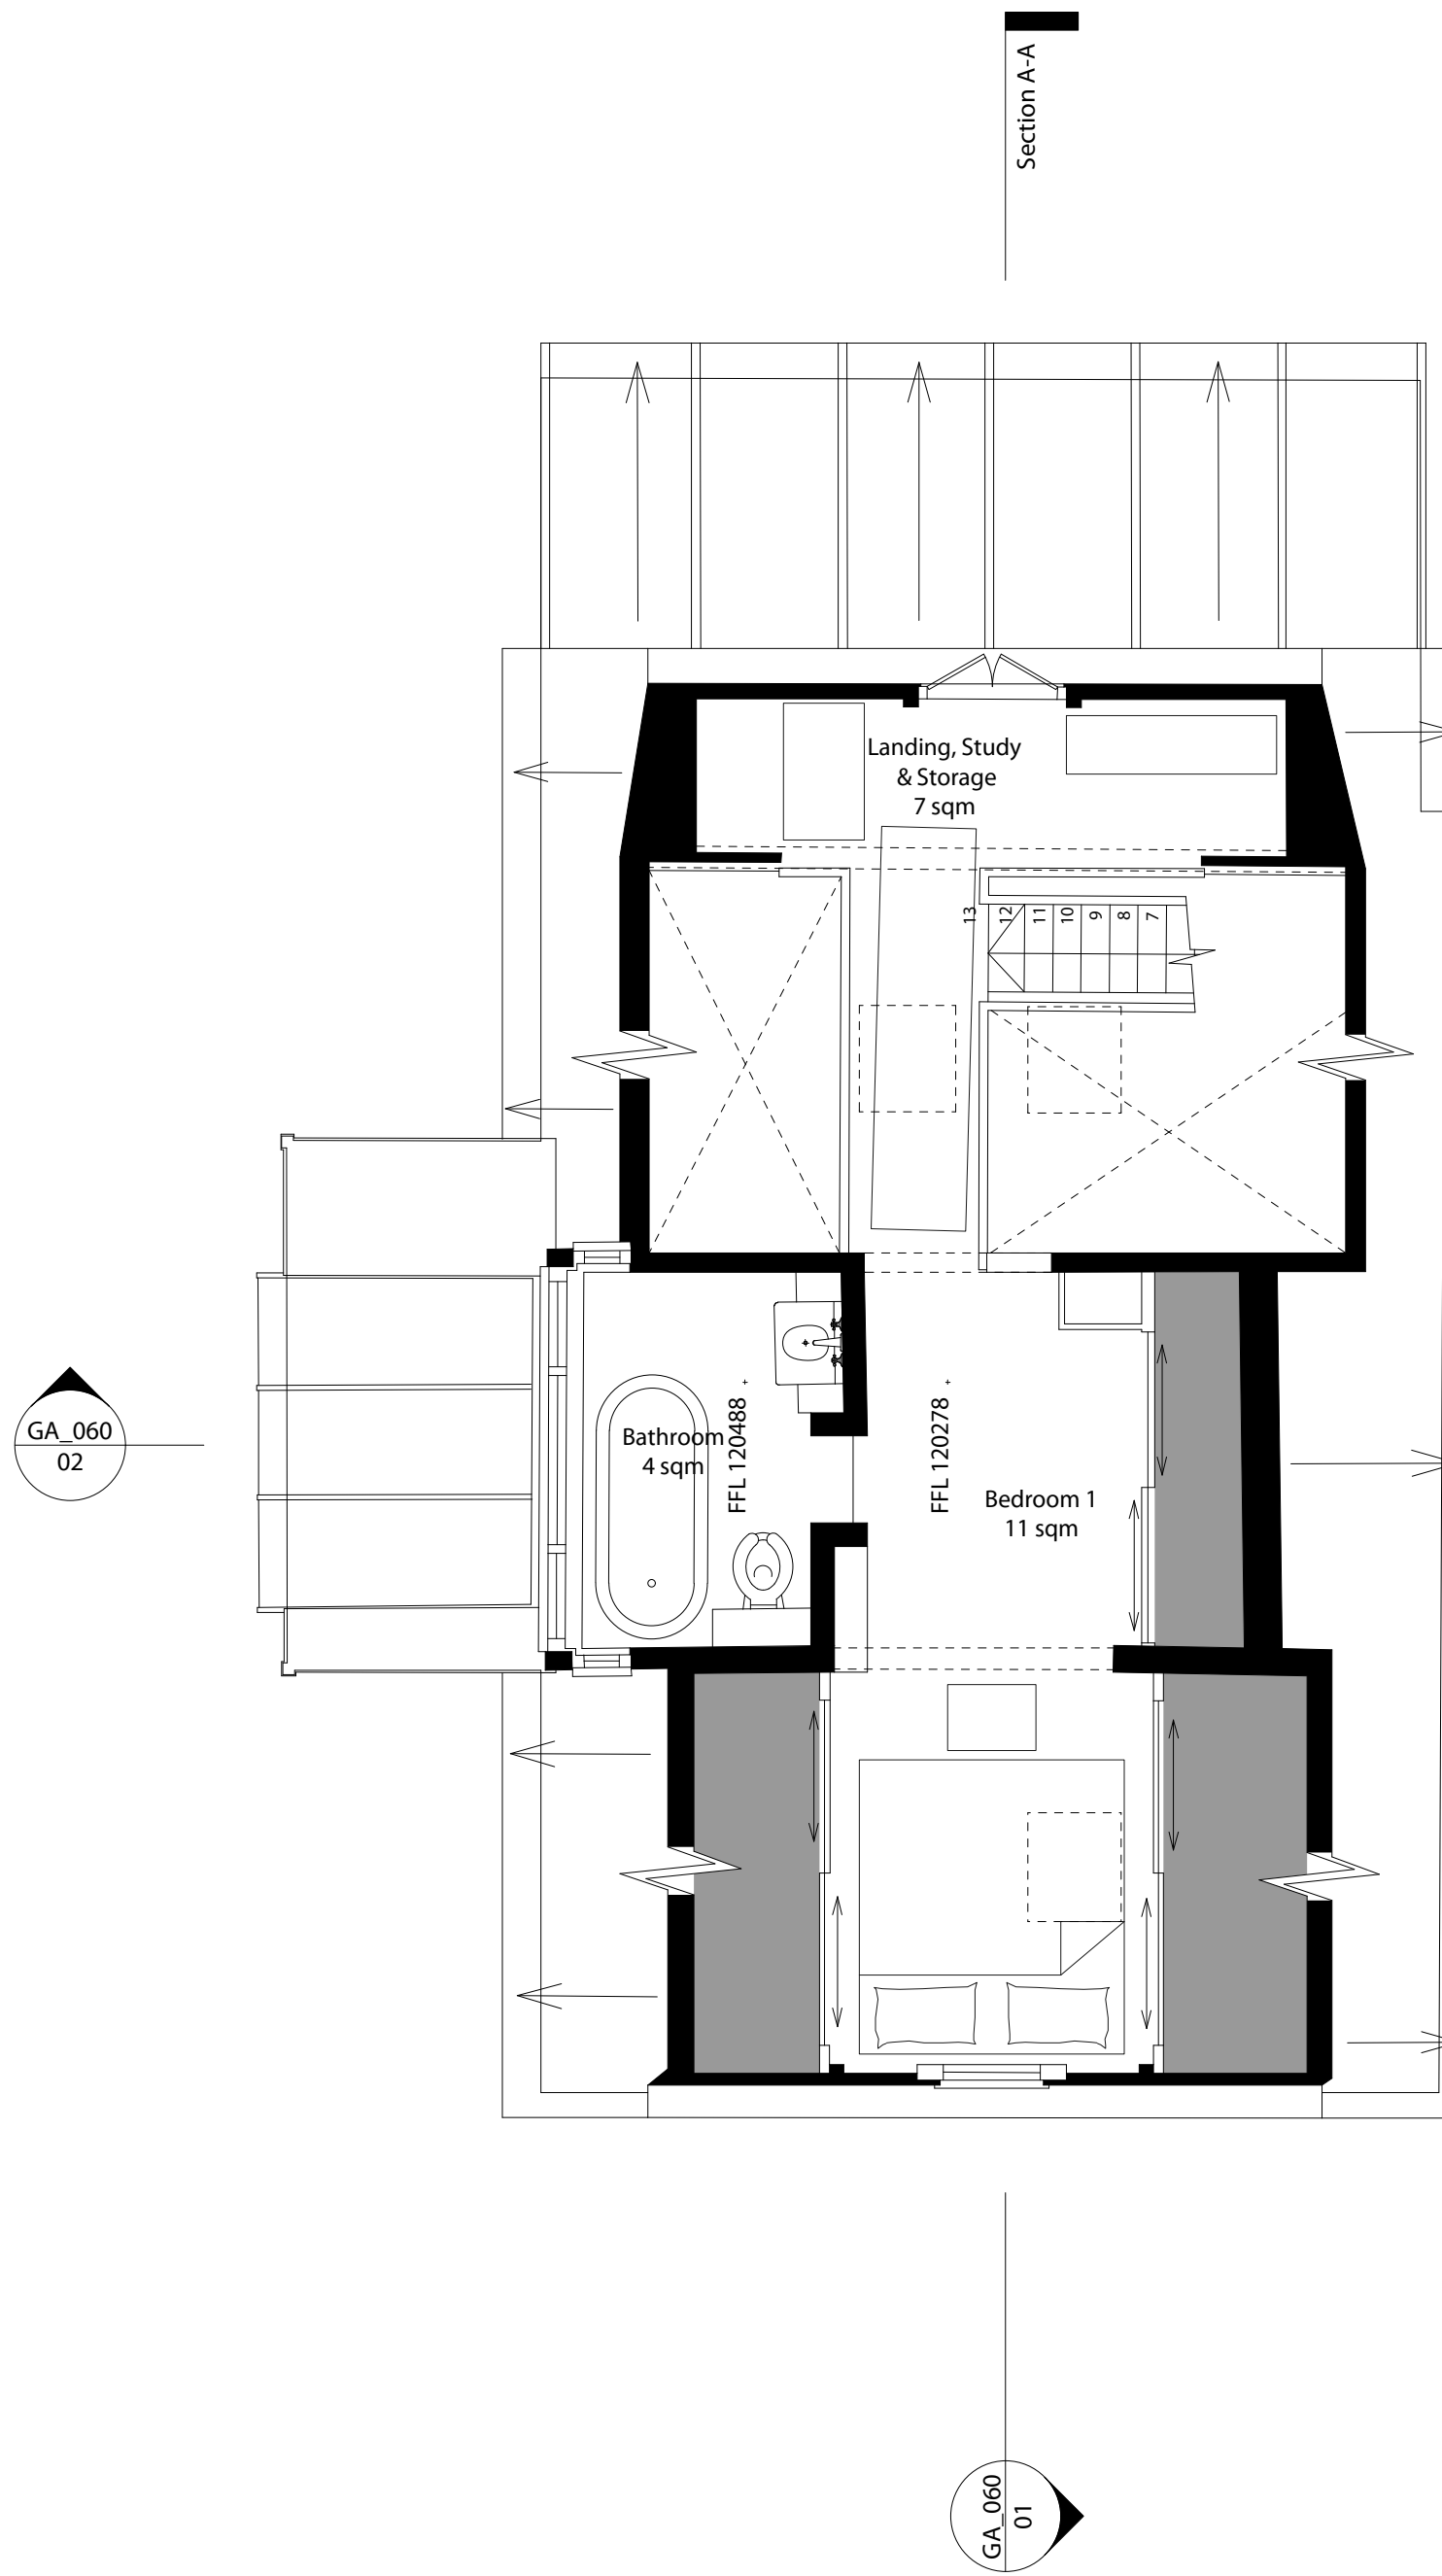 Section A-A
Landing, Study
& Storage
7 sqm
13
12
11
10
9
8
7
GA_060
02
Bathroom
4 sqm
FFL 120488
FFL 120278
Bedroom 1
11 sqm
GA_060
01